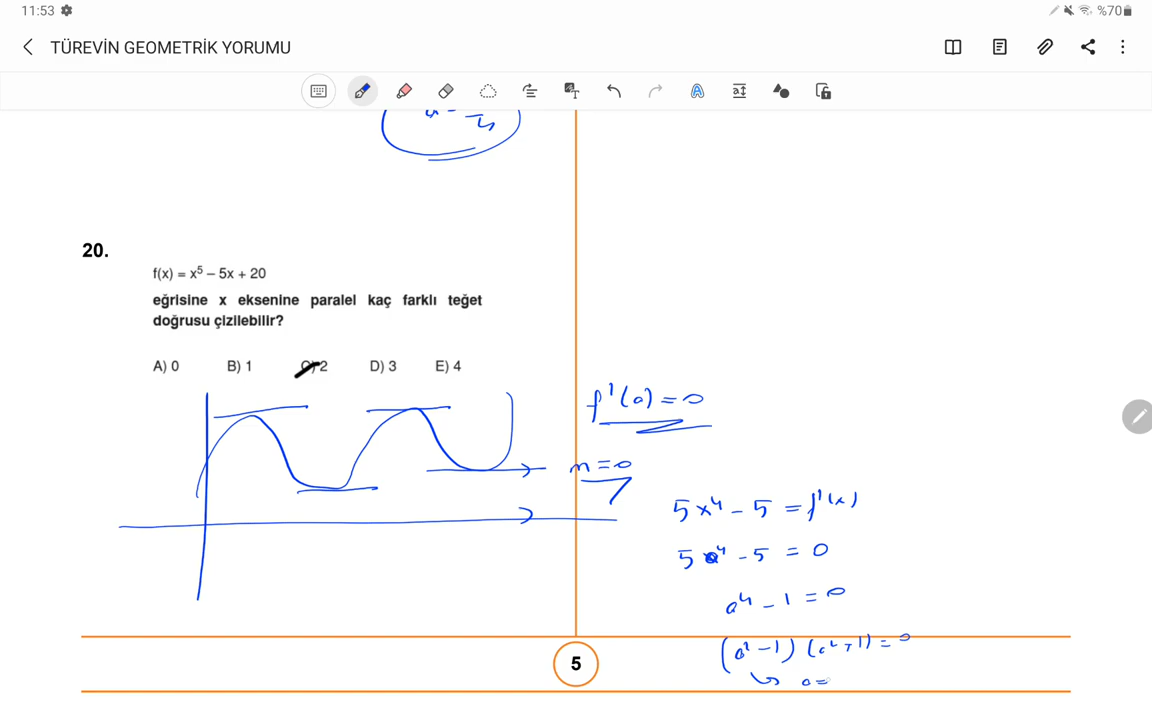 11:53
%70
TÜREVİN GEOMETRİK YORUMU
20.
f(x) = x⁵ – 5x + 20
eğrisine x eksenine paralel kaç farklı teğet
doğrusu çizilebilir?
A) 0 B) 1 C) 2 D) 3 E) 4
f'(a) = 0
m = 0
5x⁴ - 5 = f'(x)
5a⁴ - 5 = 0
a⁴ - 1 = 0
(a² - 1) (a² + 1) = 0
a =
5